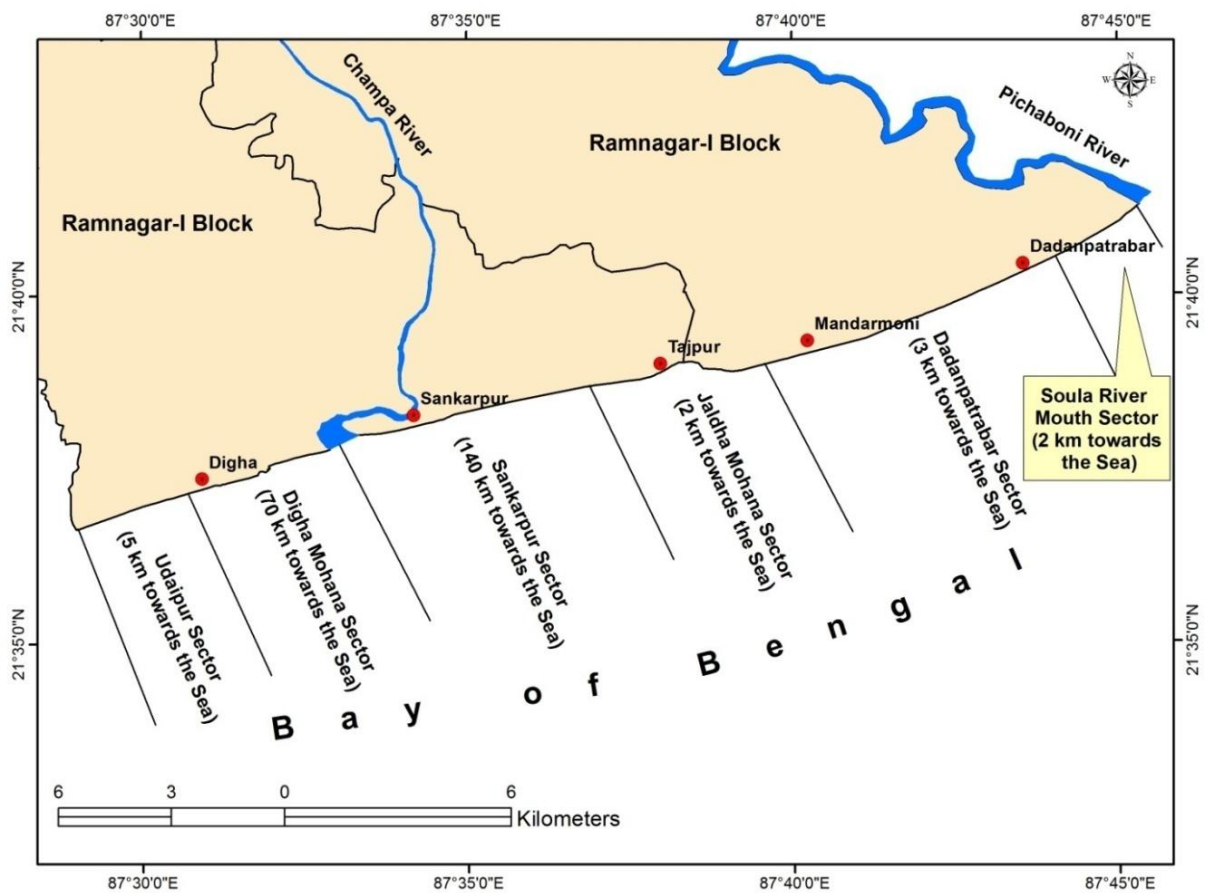 87°30'0"E
87°35'0"E
87°40'0"E
87°45'0"E
N
W
E
S
Champa River
Pichaboni River
Ramnagar-I Block
Ramnagar-I Block
21°40'0"N
21°40'0"N
Dadanpatrabar
Mandarmoni
Tajpur
Sankarpur
Digha
Udaipur Sector
(5 km towards the Sea)
Digha Mohana Sector
(70 km towards the Sea)
Sankarpur Sector
(140 km towards the Sea)
Jaldha Mohana Sector
(2 km towards the Sea)
Dadanpatrabar Sector
(3 km towards the Sea)
Soula River
Mouth Sector
(2 km towards
the Sea)
21°35'0"N
21°35'0"N
Bay of Bengal
6 3 0 6
Kilometers
87°30'0"E
87°35'0"E
87°40'0"E
87°45'0"E